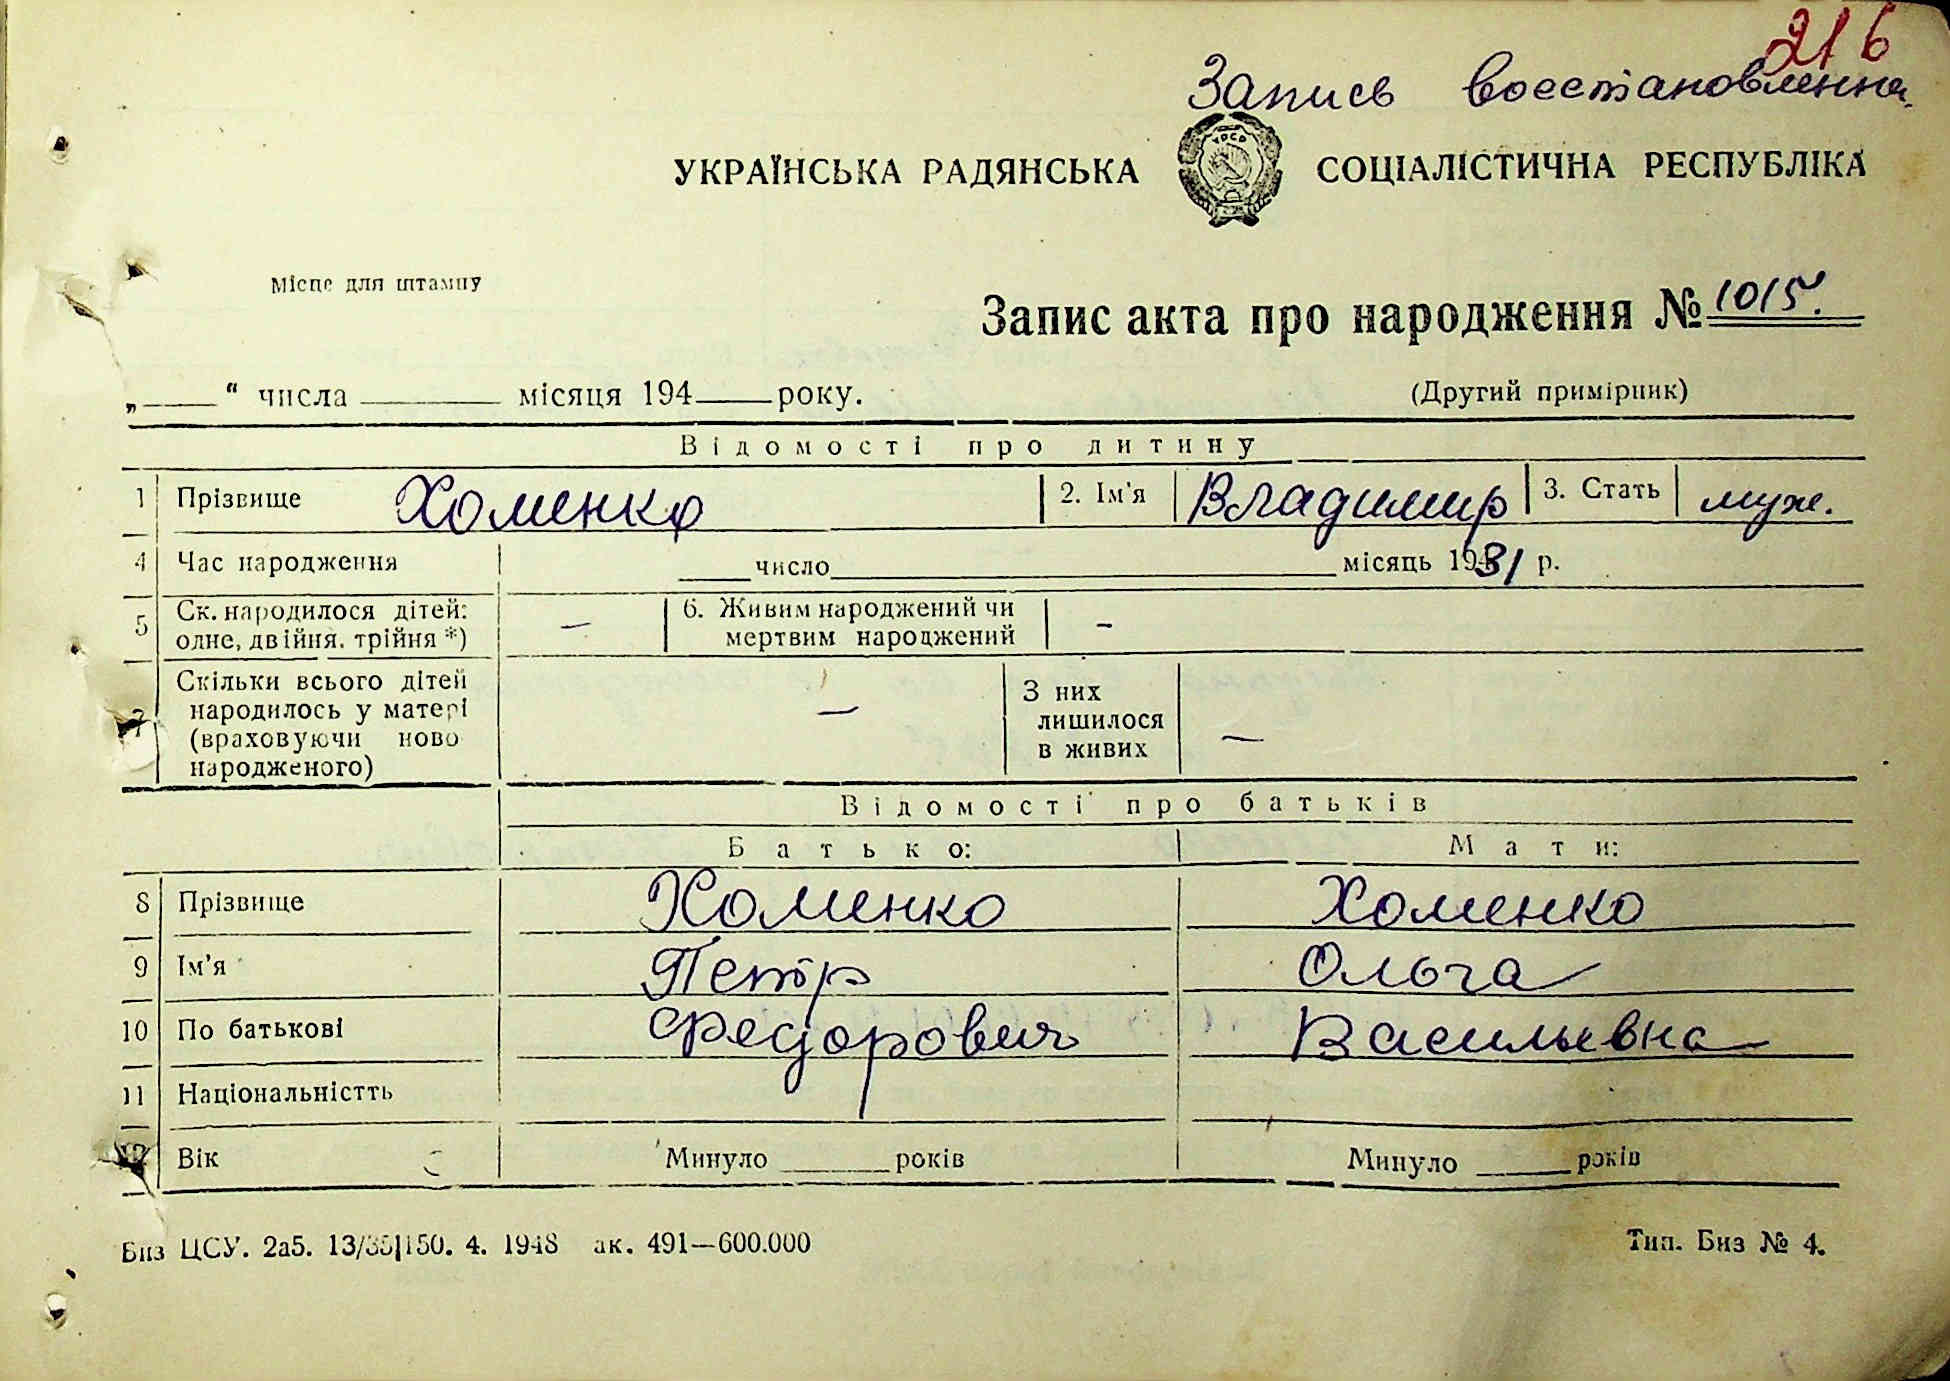 216
Запись восстановленна.
УКРАЇНСЬКА РАДЯНСЬКА СОЦІАЛІСТИЧНА РЕСПУБЛІКА
УРСР
Місце для штампу
Запис акта про народження № 1015.
„ “ числа місяця 194 року. (Другий примірник)
Відомості про дитину
1 Прізвище Хоменко 2. Ім'я Владимир 3. Стать муж.
4 Час народження число місяць 1931 р.
5 Ск. народилося дітей: одне, двійня, трійня *) – 6. Живим народжений чи мертвим народжений –
7 Скільки всього дітей народилось у матері (враховуючи ново народженого) – З них лишилося в живих –
Відомості про батьків
Батько: Мати:
8 Прізвище Хоменко Хоменко
9 Ім'я Петр Ольга
10 По батькові Федорович Васильевна
11 Національністть
12 Вік Минуло років Минуло років
Биз ЦСУ. 2а5. 13/35|150. 4. 1948 ак. 491—600.000 Тип. Биз № 4.